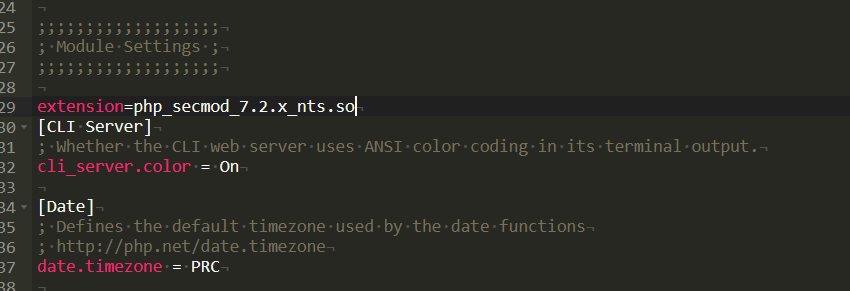 24
25 ;;;;;;;;;;;;;;;;;;;
26 ; Module Settings ;
27 ;;;;;;;;;;;;;;;;;;;
28
29 extension=php_secmod_7.2.x_nts.so
30 [CLI Server]
31 ; Whether the CLI web server uses ANSI color coding in its terminal output.
32 cli_server.color = On
33
34 [Date]
35 ; Defines the default timezone used by the date functions
36 ; http://php.net/date.timezone
37 date.timezone = PRC
38